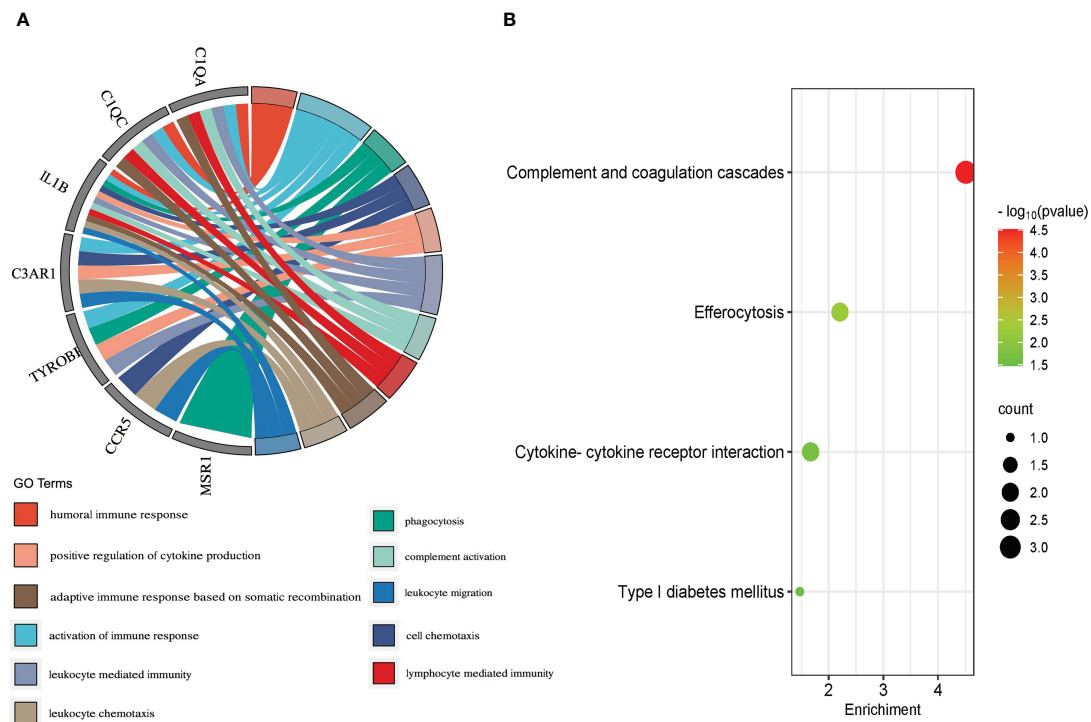 A
B
C1QA
C1QC
IL1B
C3AR1
CCR5
MSR1
GO Terms
humoral immune response
positive regulation of cytokine production
adaptive immune response based on somatic recombination
activation of immune response
leukocyte mediated immunity
leukocyte chemotaxis
phagocytosis
complement activation
leukocyte migration
cell chemotaxis
lymphocyte mediated immunity
Complement and coagulation cascades
Efferocytosis
Cytokine- cytokine receptor interaction
Type I diabetes mellitus
2 3 4
Enrichment
- log10(pvalue)
4.5
4.0
3.5
3.0
2.5
2.0
1.5
count
1.0
1.5
2.0
2.5
3.0